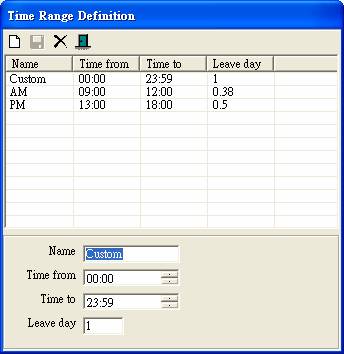 Time Range Definition
Name Time from Time to Leave day
Custom 00:00 23:59 1
AM 09:00 12:00 0.38
PM 13:00 18:00 0.5
Name Custom
Time from 00:00
Time to 23:59
Leave day 1